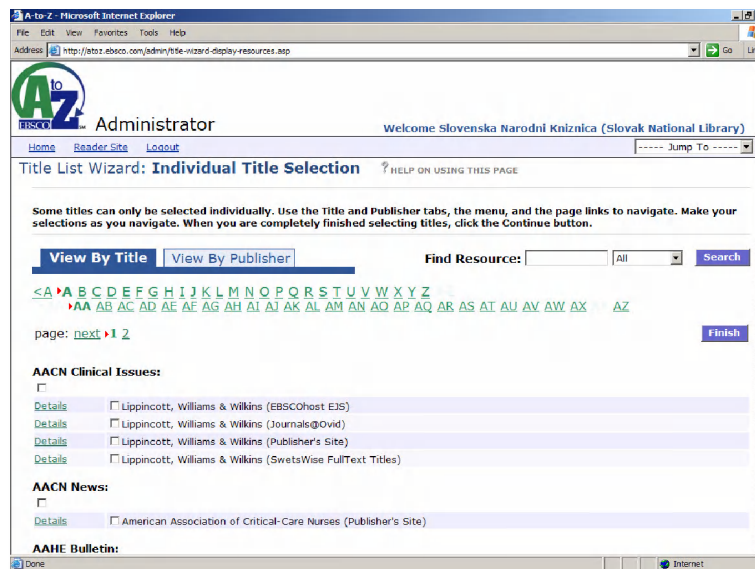 A-to-Z - Microsoft Internet Explorer
File Edit View Favorites Tools Help
Address http://atoz.ebsco.com/admin/title-wizard-display-resources.asp Go
A to Z
EBSCO
Administrator
Welcome Slovenska Narodni Kniznica (Slovak National Library)
Home Reader Site Logout ----- Jump To -----
Title List Wizard: Individual Title Selection ? HELP ON USING THIS PAGE
Some titles can only be selected individually. Use the Title and Publisher tabs, the menu, and the page links to navigate. Make your
selections as you navigate. When you are completely finished selecting titles, click the Continue button.
View By Title View By Publisher Find Resource: All Search
<A A B C D E F G H I J K L M N O P Q R S T U V W X Y Z
AA AB AC AD AE AF AG AH AI AJ AK AL AM AN AO AP AQ AR AS AT AU AV AW AX AZ
page: next 1 2 Finish
AACN Clinical Issues:
Details Lippincott, Williams & Wilkins (EBSCOhost EJS)
Details Lippincott, Williams & Wilkins (Journals@Ovid)
Details Lippincott, Williams & Wilkins (Publisher's Site)
Details Lippincott, Williams & Wilkins (SwetsWise FullText Titles)
AACN News:
Details American Association of Critical-Care Nurses (Publisher's Site)
AAHE Bulletin:
Done Internet